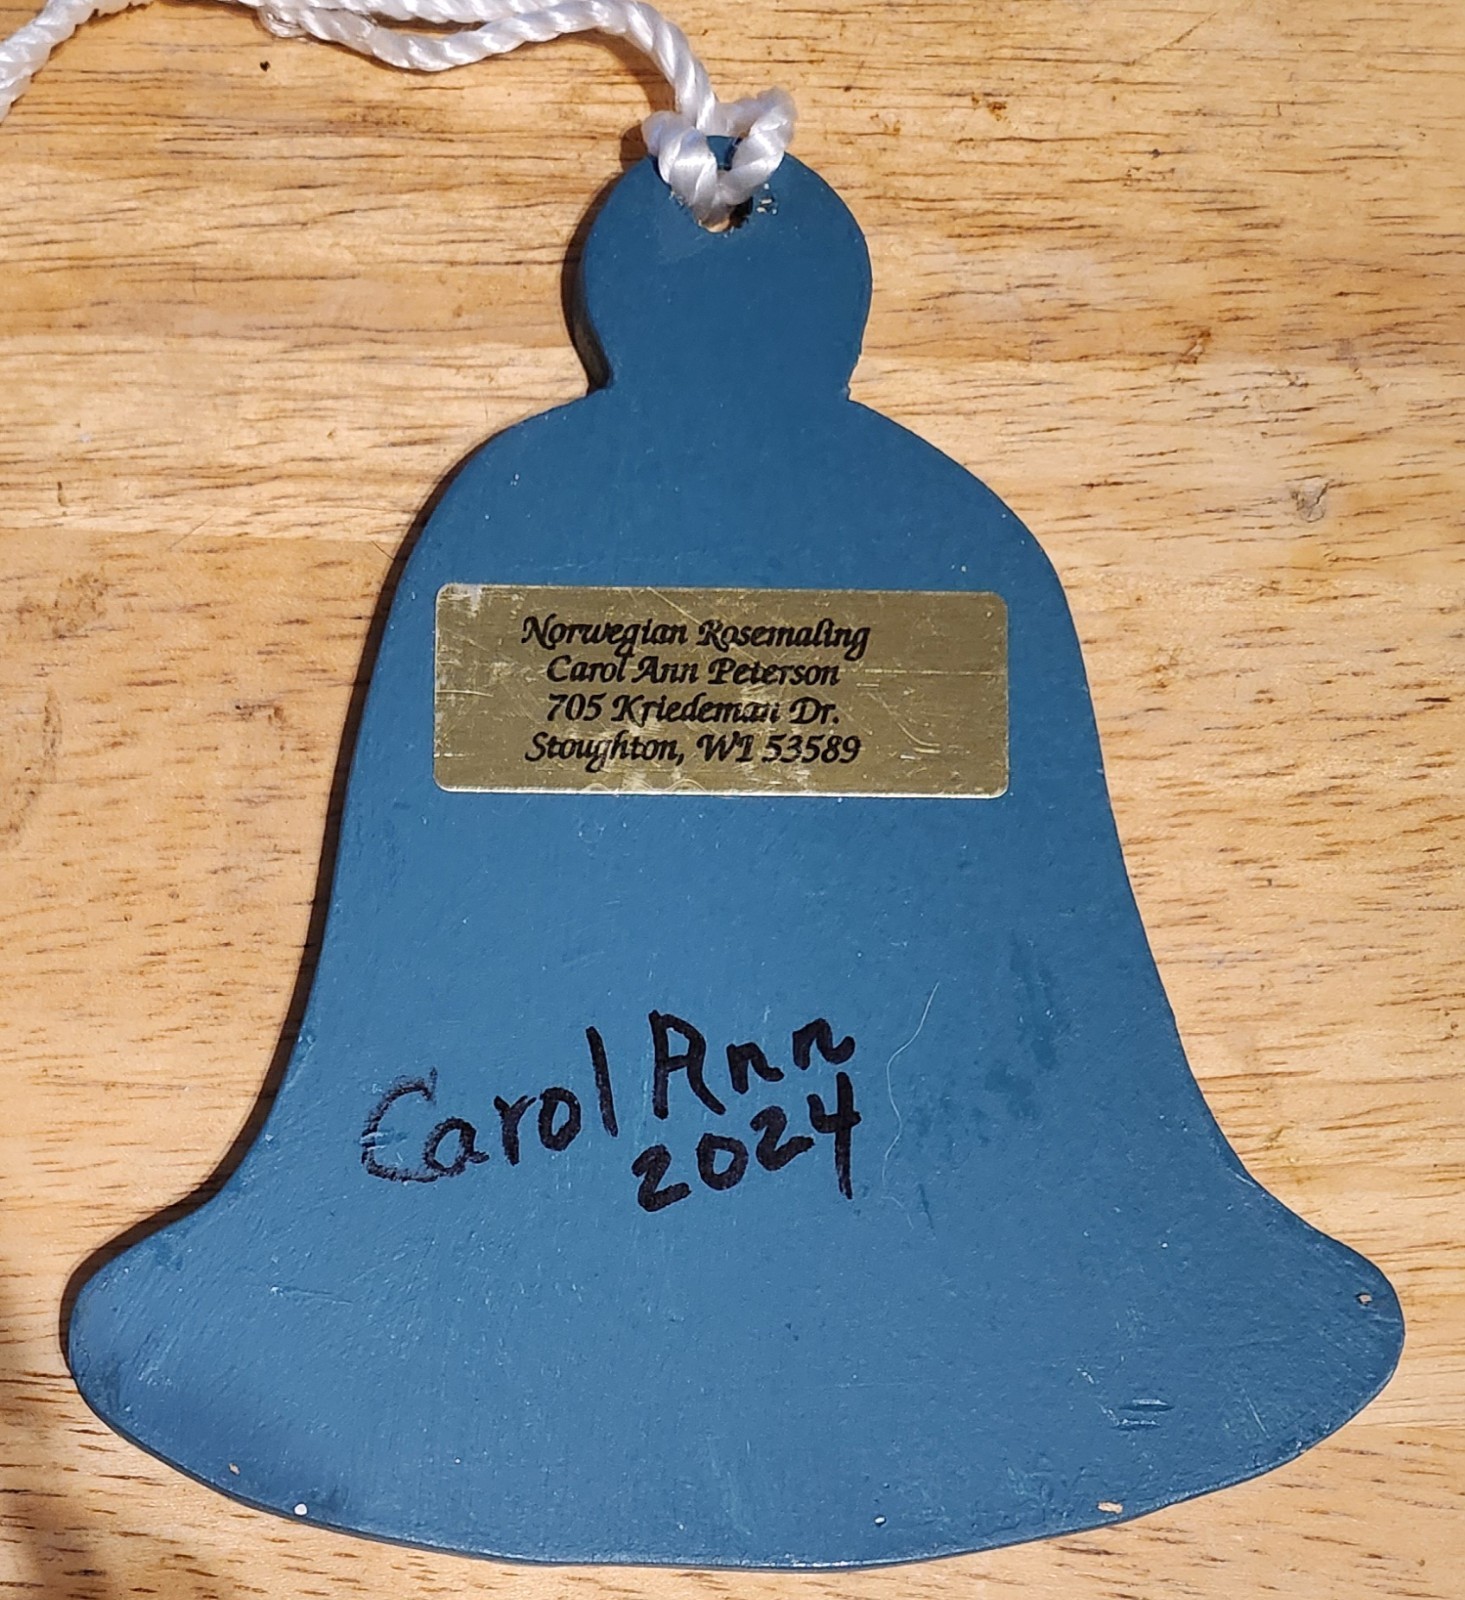 Norwegian Rosemaling
Carol Ann Peterson
705 Kriedeman Dr.
Stoughton, WI 53589
Carol Ann
2024